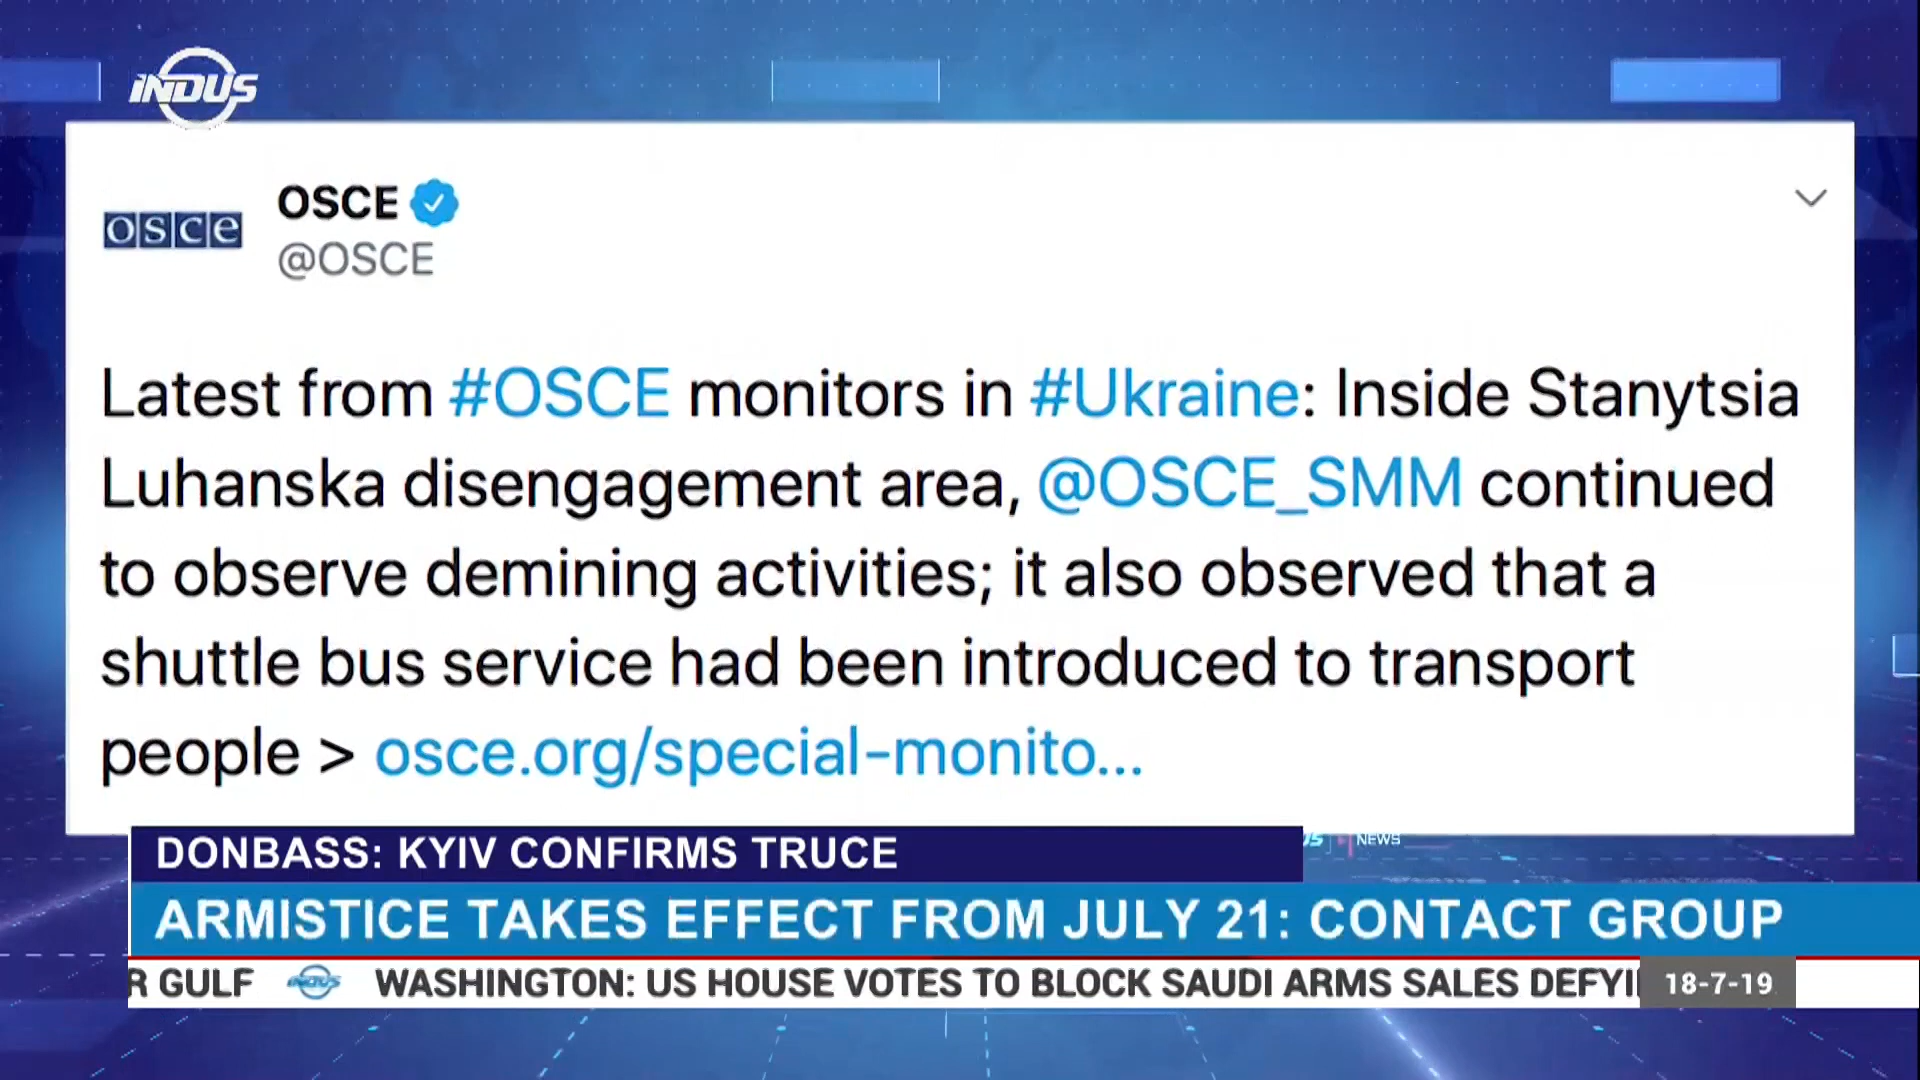 INDUS
osce
OSCE
@OSCE
Latest from #OSCE monitors in #Ukraine: Inside Stanytsia
Luhanska disengagement area, @OSCE_SMM continued
to observe demining activities; it also observed that a
shuttle bus service had been introduced to transport
people > osce.org/special-monito...
DONBASS: KYIV CONFIRMS TRUCE
NEWS
ARMISTICE TAKES EFFECT FROM JULY 21: CONTACT GROUP
R GULF INDUS WASHINGTON: US HOUSE VOTES TO BLOCK SAUDI ARMS SALES DEFYI 18-7-19